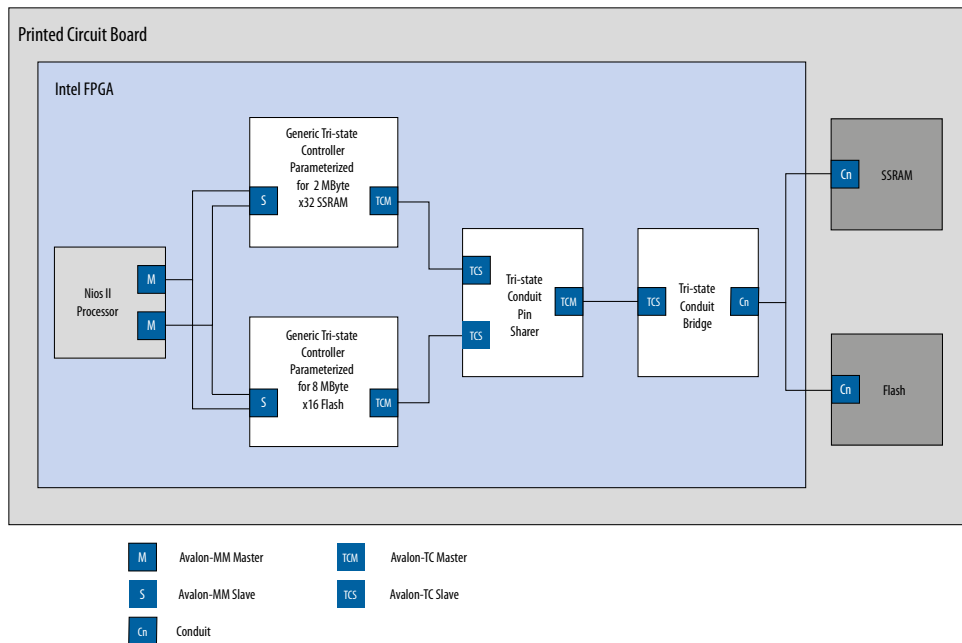 Printed Circuit Board
Intel FPGA
Generic Tri-state
Controller
Parameterized
for 2 MByte
x32 SSRAM
S
TCM
Cn
SSRAM
Nios II
Processor
M
M
TCS
TCS
Tri-state
Conduit
Pin
Sharer
TCM
TCS
Tri-state
Conduit
Bridge
Cn
Generic Tri-state
Controller
Parameterized
for 8 MByte
x16 Flash
S
TCM
Cn
Flash
M
Avalon-MM Master
TCM
Avalon-TC Master
S
Avalon-MM Slave
TCS
Avalon-TC Slave
Cn
Conduit